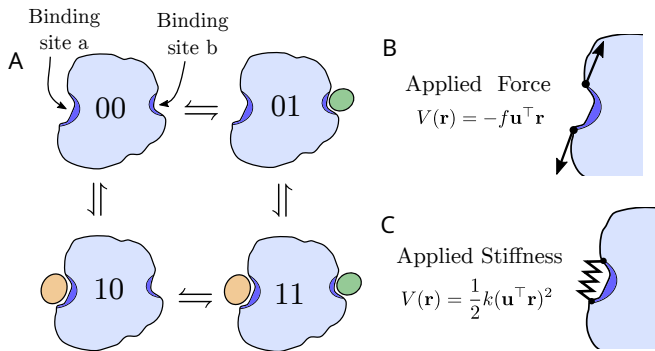 A
Binding
site a
Binding
site b
00
01
10
11
B
Applied Force
V(𝐫) = −f𝐮⊤𝐫
C
Applied Stiffness
V(𝐫) = 1/2 k(𝐮⊤𝐫)²